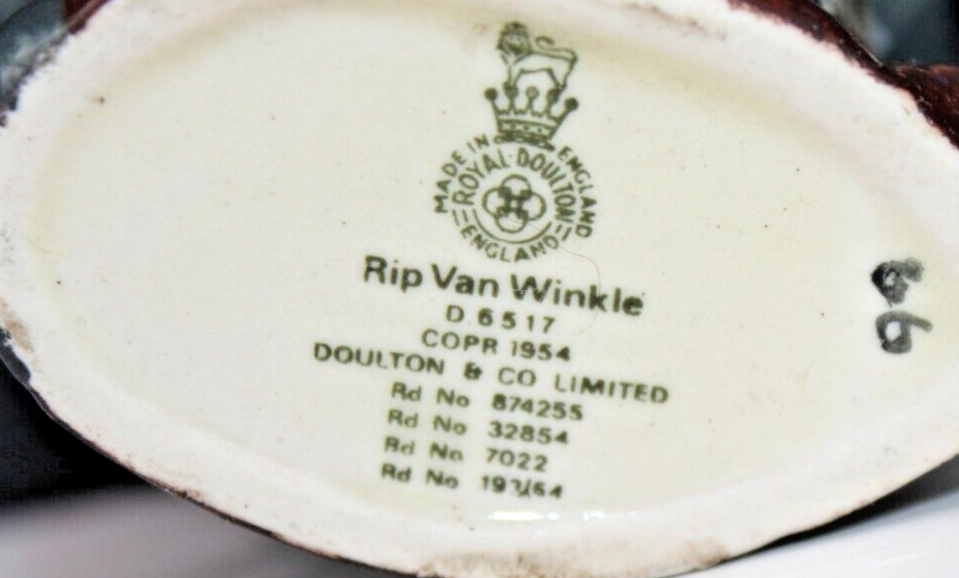 MADE IN ENGLAND
ROYAL·DOULTON
ENGLAND
Rip Van Winkle
D.6517
COPR 1954
DOULTON & CO LIMITED
Rd No 874255
Rd No 32854
Rd No 7022
Rd No 193/54